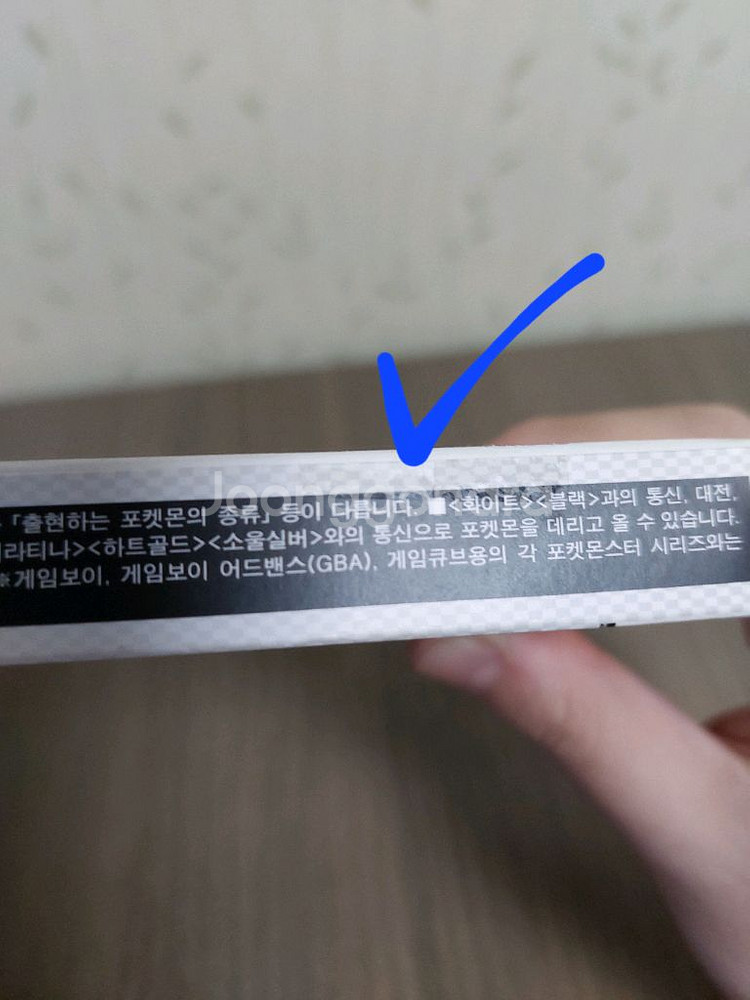 「출현하는 포켓몬의 종류」 등이 다릅니다. ■<화이트><블랙>과의 통신, 대전,
라티나><하트골드><소울실버>와의 통신으로 포켓몬을 데리고 올 수 있습니다.
※게임보이, 게임보이 어드밴스(GBA), 게임큐브용의 각 포켓몬스터 시리즈와는